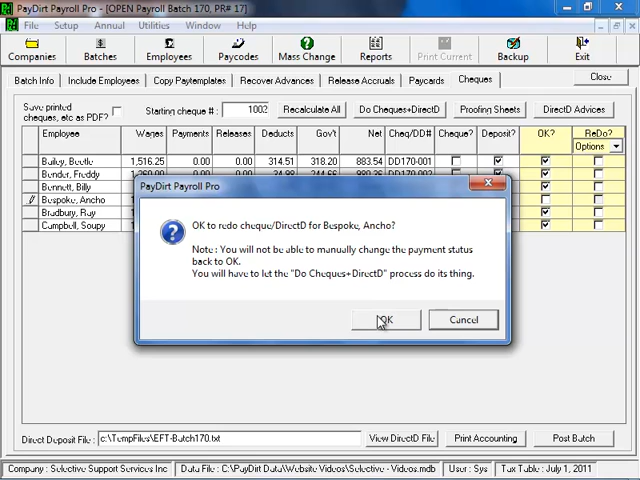 PayDirt Payroll Pro - [OPEN Payroll Batch 170, PR# 17]
File Setup Annual Utilities Window Help
Companies Batches Employees Paycodes Mass Change Reports Print Current Backup Exit
Batch Info Include Employees Copy Paytemplates Recover Advances Release Accruals Paycards Cheques Close
Save printed
cheques, etc as PDF?
Starting cheque # : 1002 Recalculate All Do Cheques+DirectD Proofing Sheets DirectD Advices
Employee Wages Payments Releases Deducts Gov't Net Cheq/DD# Cheque? Deposit? OK? ReDo?
Options
Bailey, Beetle 1,516.25 0.00 0.00 314.51 318.20 883.54 DD170-001
Bender, Freddy
Bennett, Billy
Bespoke, Ancho
Bradbury, Ray
Campbell, Soupy
PayDirt Payroll Pro
OK to redo cheque/DirectD for Bespoke, Ancho?
Note : You will not be able to manually change the payment status
back to OK.
You will have to let the "Do Cheques+DirectD" process do its thing.
OK Cancel
Direct Deposit File : c:\TempFiles\EFT-Batch170.txt View DirectD File Print Accounting Post Batch
Company : Selective Support Services Inc Data File : C:\PayDirt Data\Website Videos\Selective - Videos.mdb User : Sys Tax Table : July 1, 2011